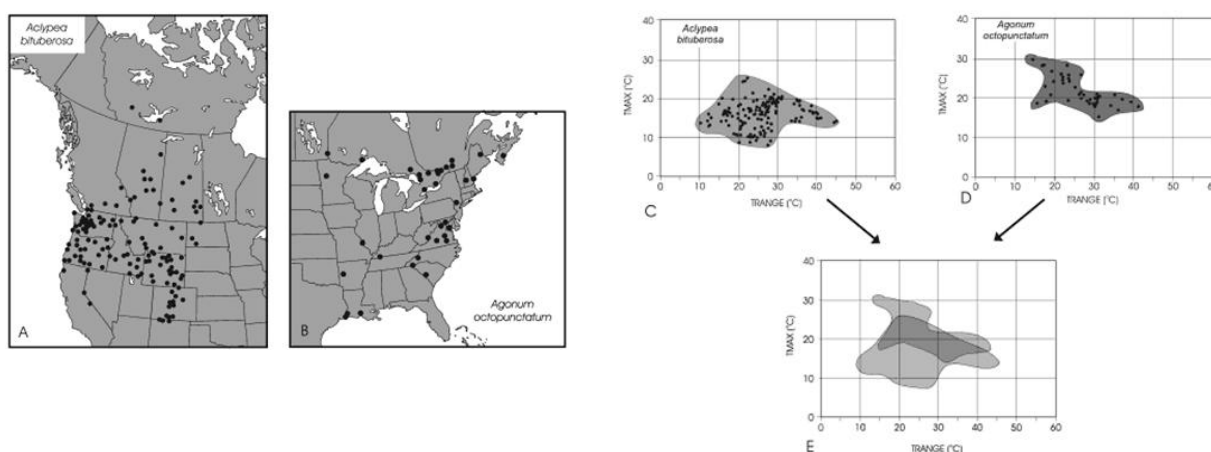 Aclypea
bituberosa
A
B
Agonum
octopunctatum
40
30
20
10
0
TMAX (°C)
Aclypea
bituberosa
0 10 20 30 40 50 60
TRANGE (°C)
C
40
30
20
10
0
TMAX (°C)
Agonum
octopunctatum
0 10 20 30 40 50 60
TRANGE (°C)
D
40
30
20
10
0
TMAX (°C)
0 10 20 30 40 50 60
TRANGE (°C)
E